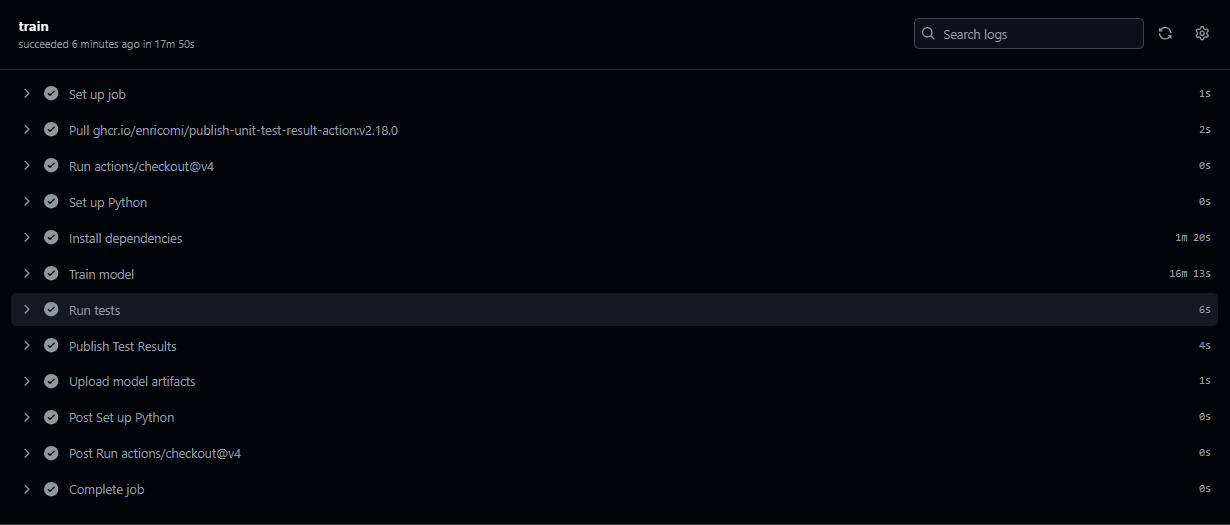 train
succeeded 6 minutes ago in 17m 50s
Search logs
Set up job 1s
Pull ghcr.io/enricomi/publish-unit-test-result-action:v2.18.0 2s
Run actions/checkout@v4 0s
Set up Python 0s
Install dependencies 1m 20s
Train model 16m 13s
Run tests 6s
Publish Test Results 4s
Upload model artifacts 1s
Post Set up Python 0s
Post Run actions/checkout@v4 0s
Complete job 0s